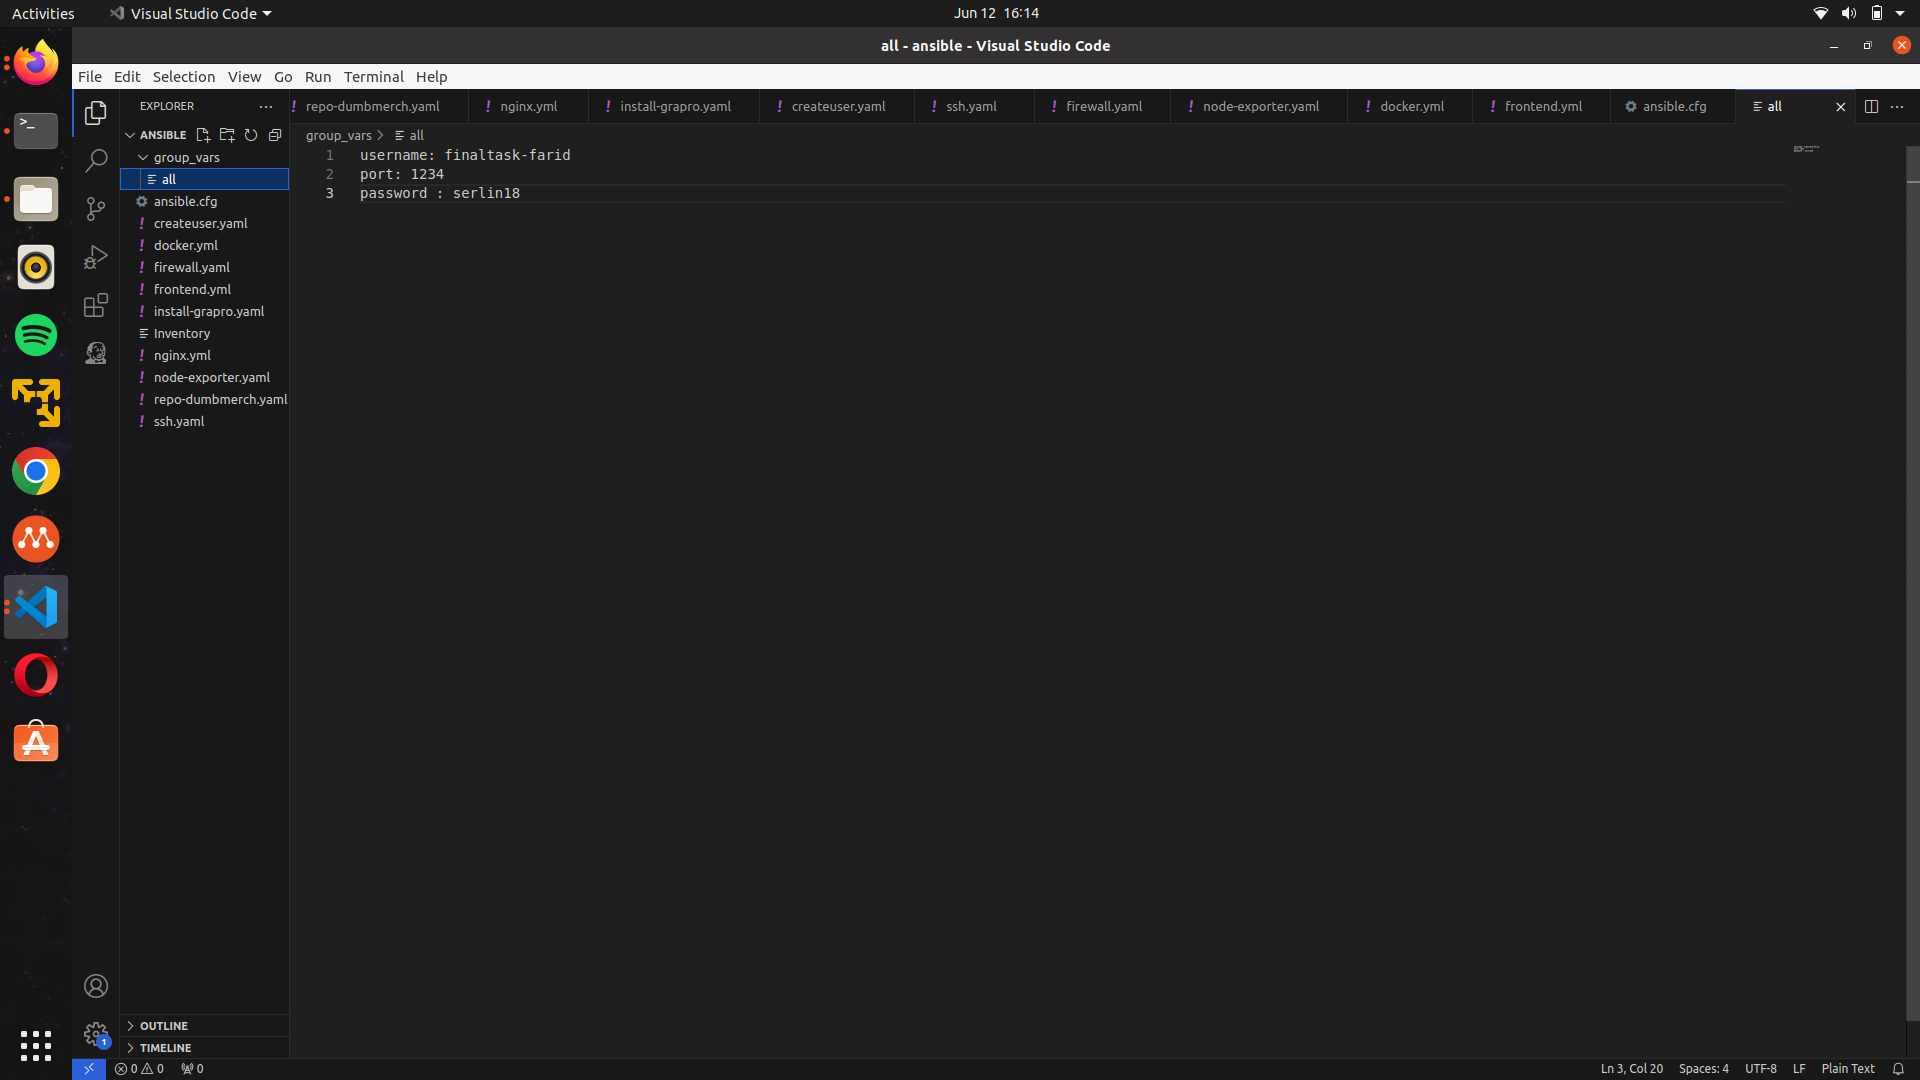 Activities
Visual Studio Code
Jun 12 16:14
all - ansible - Visual Studio Code
File Edit Selection View Go Run Terminal Help
EXPLORER
repo-dumbmerch.yaml
nginx.yml
install-grapro.yaml
createuser.yaml
ssh.yaml
firewall.yaml
node-exporter.yaml
docker.yml
frontend.yml
ansible.cfg
all
ANSIBLE
group_vars
all
ansible.cfg
createuser.yaml
docker.yml
firewall.yaml
frontend.yml
install-grapro.yaml
Inventory
nginx.yml
node-exporter.yaml
repo-dumbmerch.yaml
ssh.yaml
OUTLINE
TIMELINE
group_vars > all
1 username: finaltask-farid
2 port: 1234
3 password : serlin18
1
0 0 0
Ln 3, Col 20 Spaces: 4 UTF-8 LF Plain Text